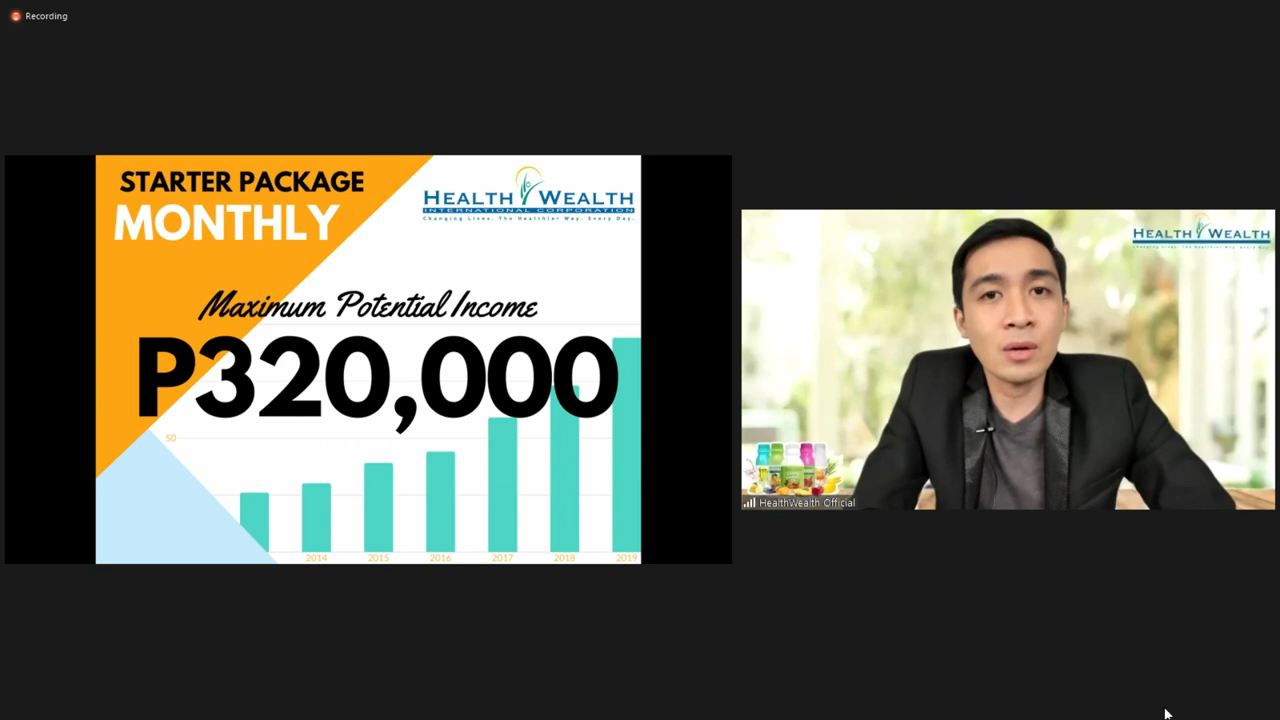 Recording
STARTER PACKAGE
MONTHLY
HEALTH WEALTH
INTERNATIONAL CORPORATION
Changing Lives. The Healthier Way. Every Day.
Maximum Potential Income
P320,000
50
2014 2015 2016 2017 2018 2019
HEALTH WEALTH
HealthWealth Official